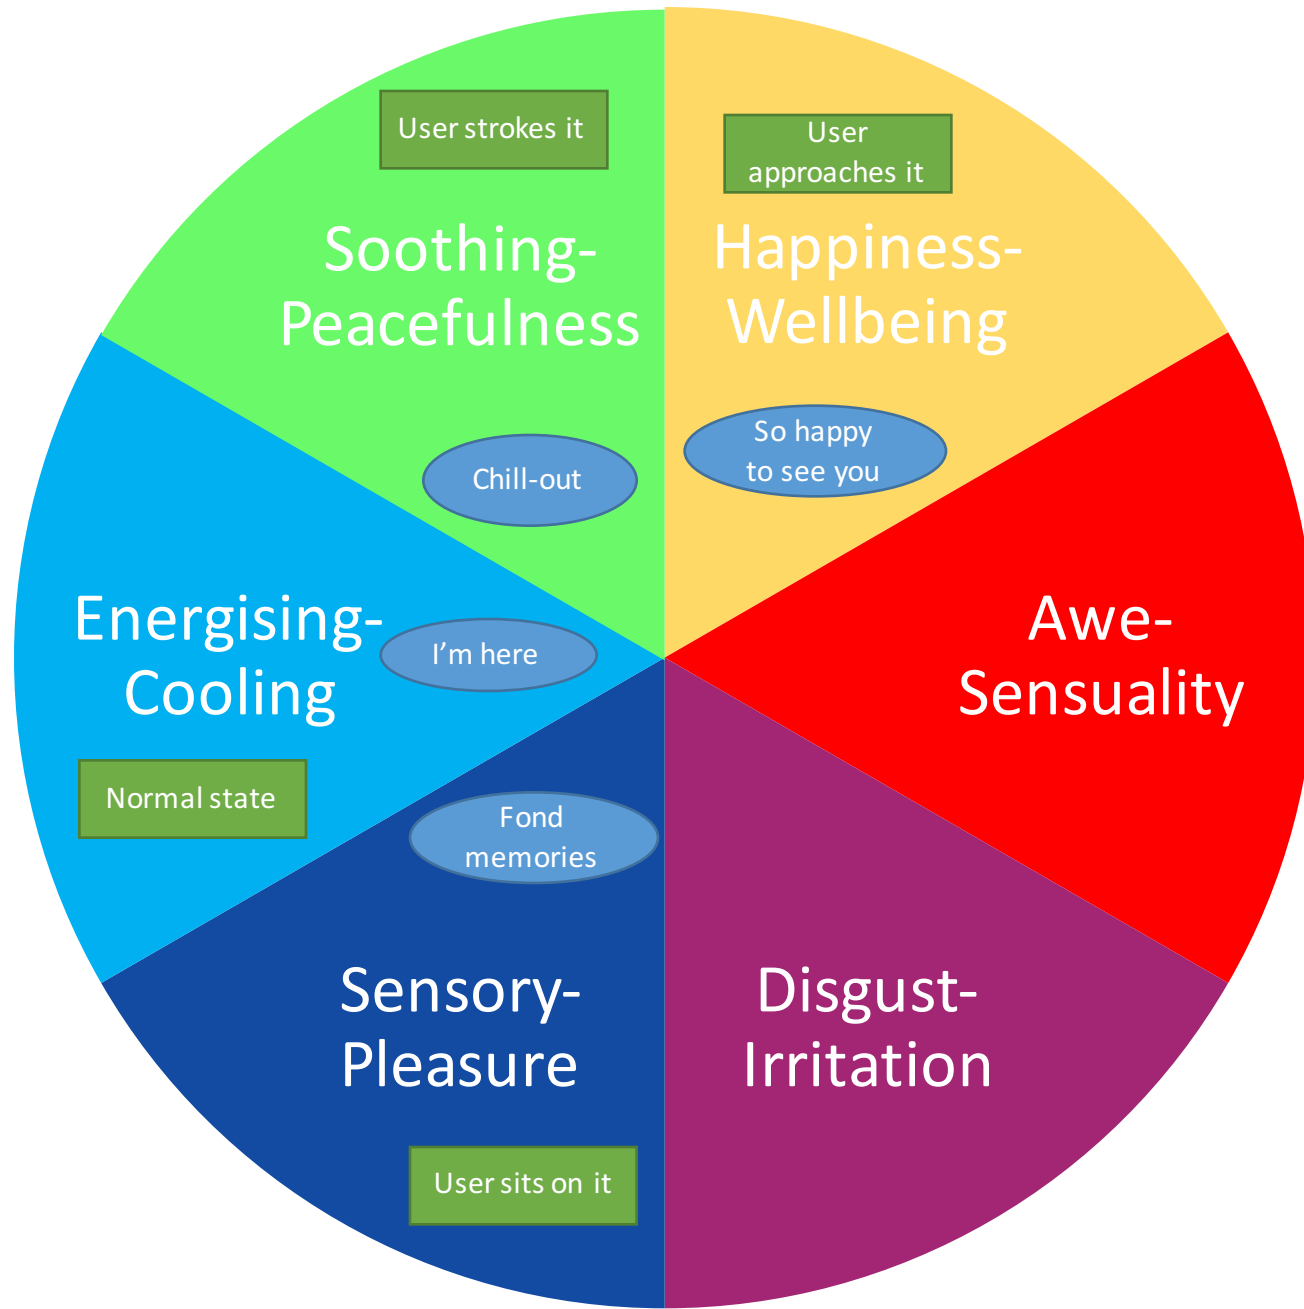 User strokes it
Soothing-
Peacefulness
Chill-out
User
approaches it
Happiness-
Wellbeing
So happy
to see you
Awe-
Sensuality
Energising-
Cooling
I’m here
Normal state
Fond
memories
Sensory-
Pleasure
User sits on it
Disgust-
Irritation